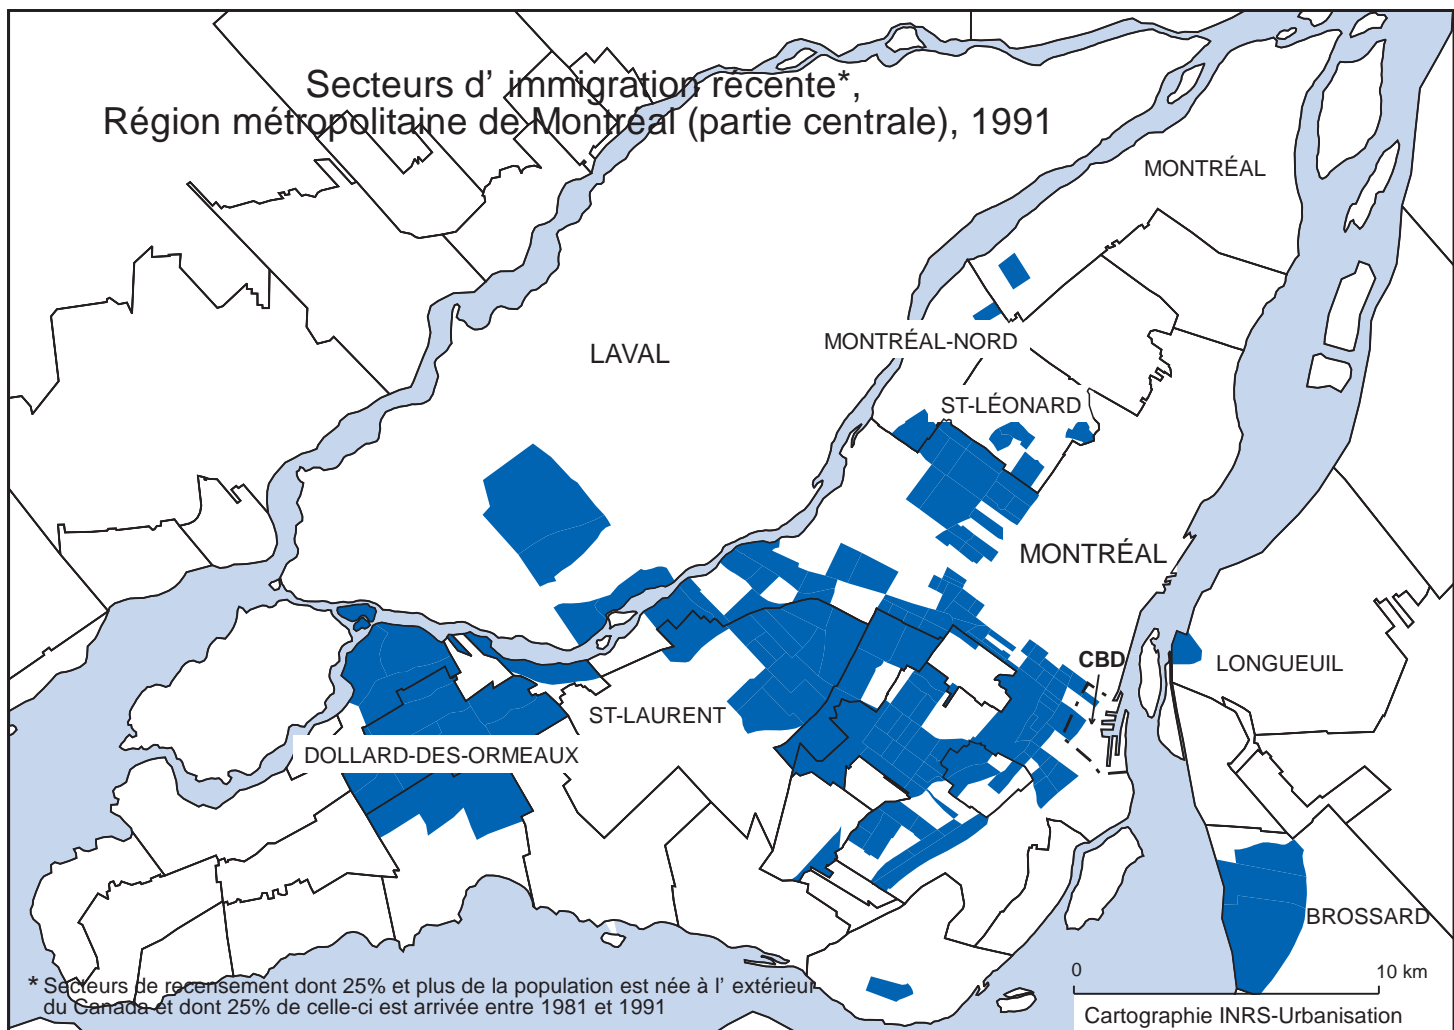 Secteurs d' immigration récente*,
Région métropolitaine de Montréal (partie centrale), 1991
MONTRÉAL
LAVAL
MONTRÉAL-NORD
ST-LÉONARD
MONTRÉAL
CBD
LONGUEUIL
ST-LAURENT
DOLLARD-DES-ORMEAUX
BROSSARD
* Secteurs de recensement dont 25% et plus de la population est née à l' extérieur
du Canada et dont 25% de celle-ci est arrivée entre 1981 et 1991
0 10 km
Cartographie INRS-Urbanisation